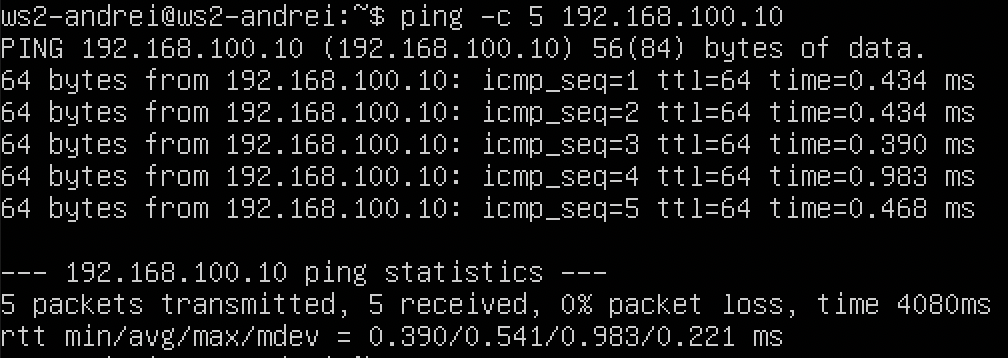 ws2-andrei@ws2-andrei:~$ ping -c 5 192.168.100.10
PING 192.168.100.10 (192.168.100.10) 56(84) bytes of data.
64 bytes from 192.168.100.10: icmp_seq=1 ttl=64 time=0.434 ms
64 bytes from 192.168.100.10: icmp_seq=2 ttl=64 time=0.434 ms
64 bytes from 192.168.100.10: icmp_seq=3 ttl=64 time=0.390 ms
64 bytes from 192.168.100.10: icmp_seq=4 ttl=64 time=0.983 ms
64 bytes from 192.168.100.10: icmp_seq=5 ttl=64 time=0.468 ms
--- 192.168.100.10 ping statistics ---
5 packets transmitted, 5 received, 0% packet loss, time 4080ms
rtt min/avg/max/mdev = 0.390/0.541/0.983/0.221 ms